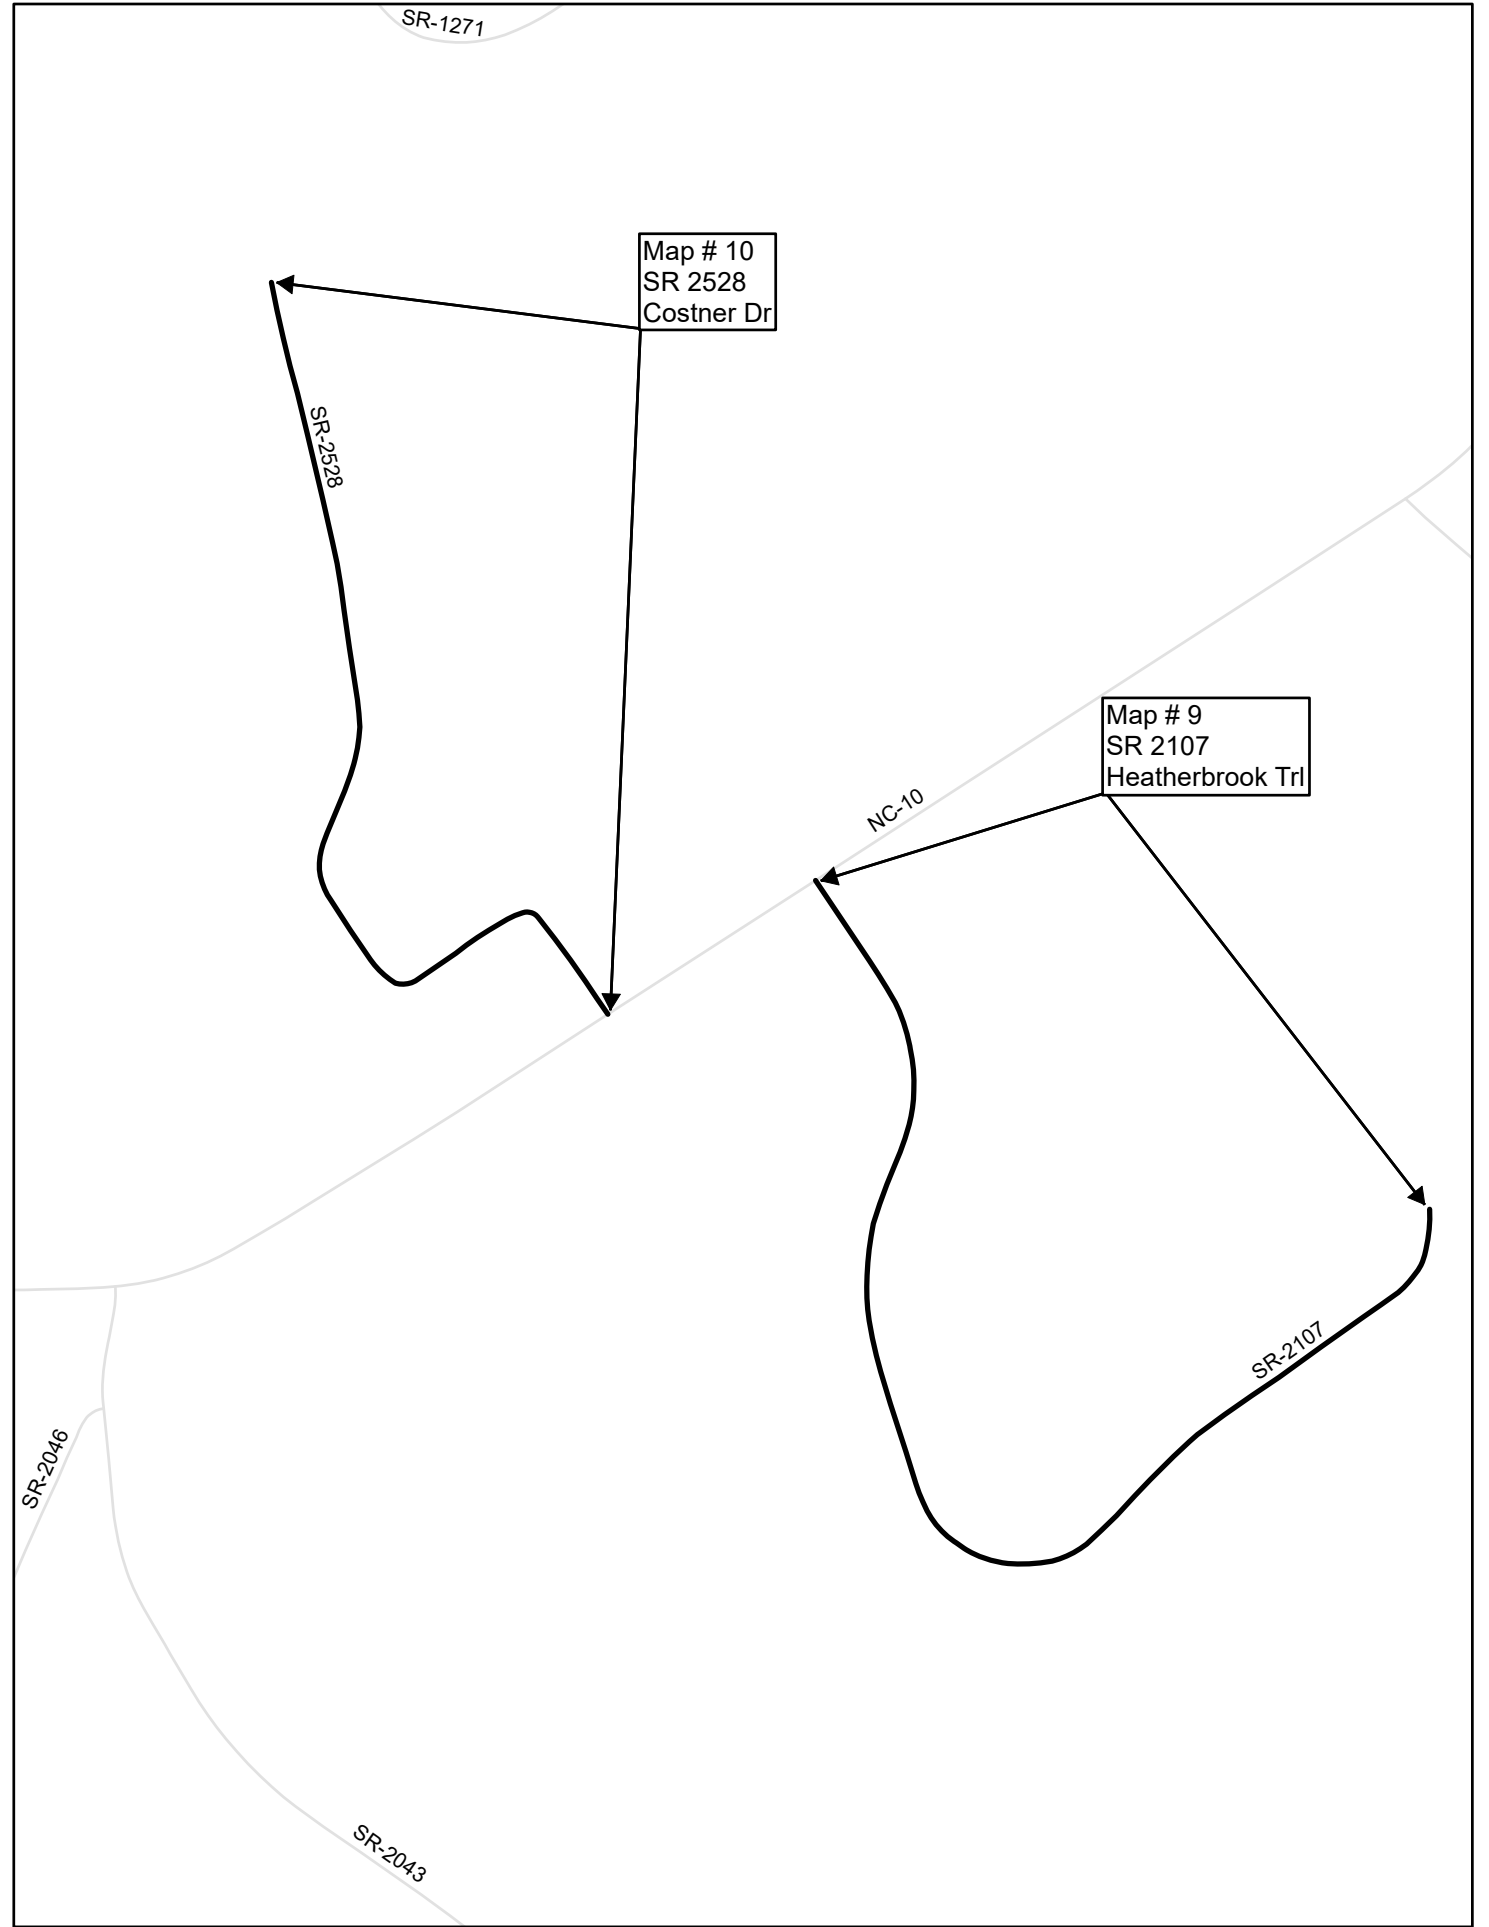 SR-1271
Map # 10
SR 2528
Costner Dr
SR-2528
Map # 9
SR 2107
Heatherbrook Trl
NC-10
SR-2107
SR-2046
SR-2043